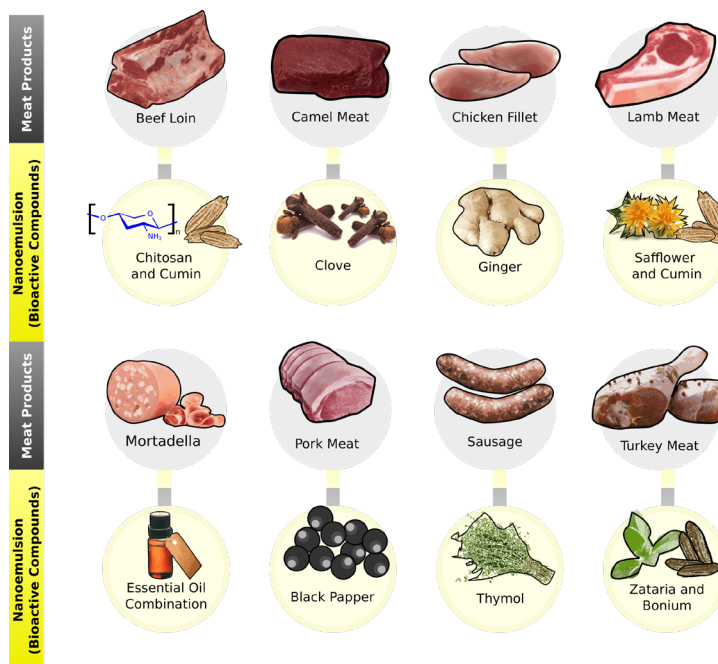 Meat Products
Beef Loin
Camel Meat
Chicken Fillet
Lamb Meat
Nanoemulsion
(Bioactive Compounds)
O
O
NH₂
n
Chitosan
and Cumin
Clove
Ginger
Safflower
and Cumin
Meat Products
Mortadella
Pork Meat
Sausage
Turkey Meat
Nanoemulsion
(Bioactive Compounds)
Essential Oil
Combination
Black Papper
Thymol
Zataria and
Bonium